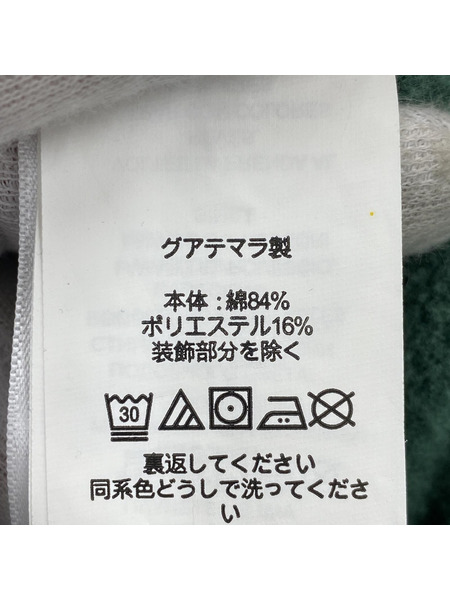 グアテマラ製
本体 : 綿84%
ポリエステル16%
装飾部分を除く
30
裏返してください
同系色どうしで洗ってくださ
い